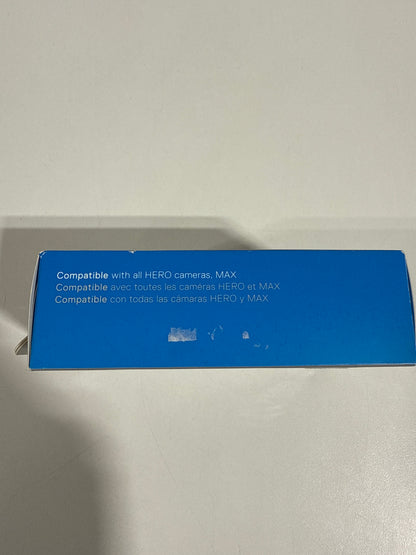 Compatible with all HERO cameras, MAX
Compatible avec toutes les caméras HERO et MAX
Compatible con todas las cámaras HERO y MAX